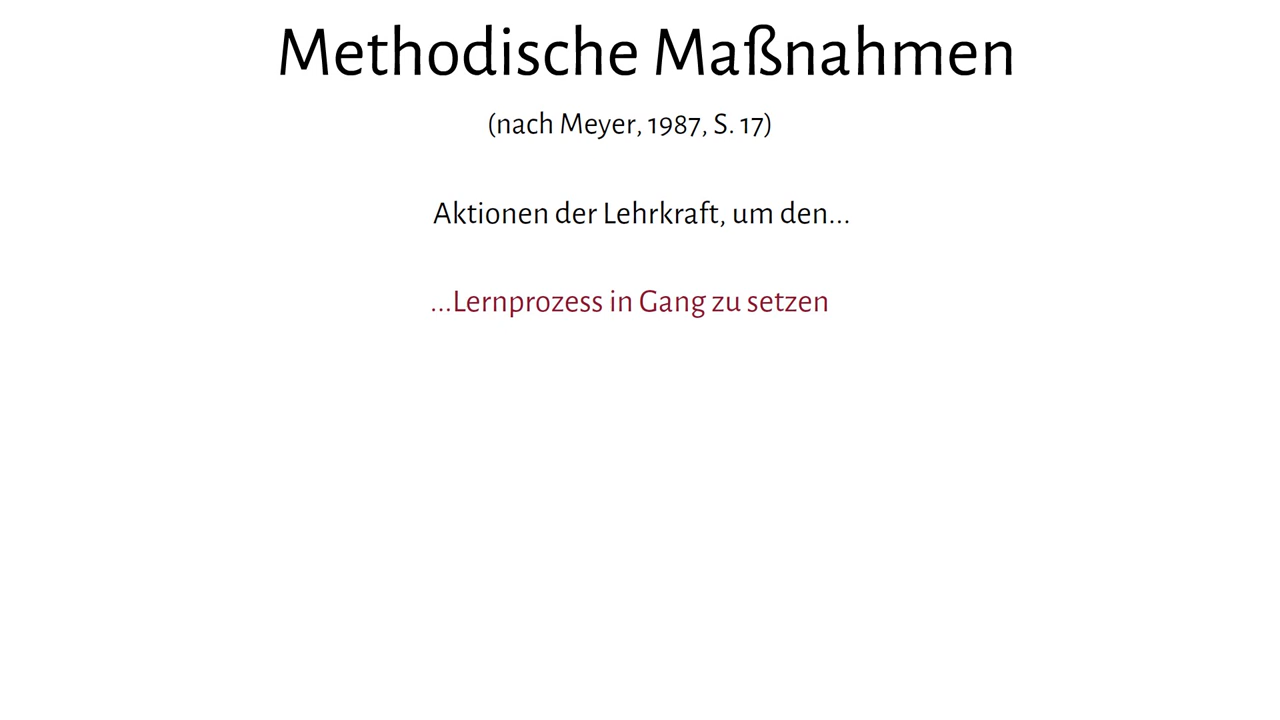 Methodische Maßnahmen
(nach Meyer, 1987, S. 17)
Aktionen der Lehrkraft, um den...
...Lernprozess in Gang zu setzen